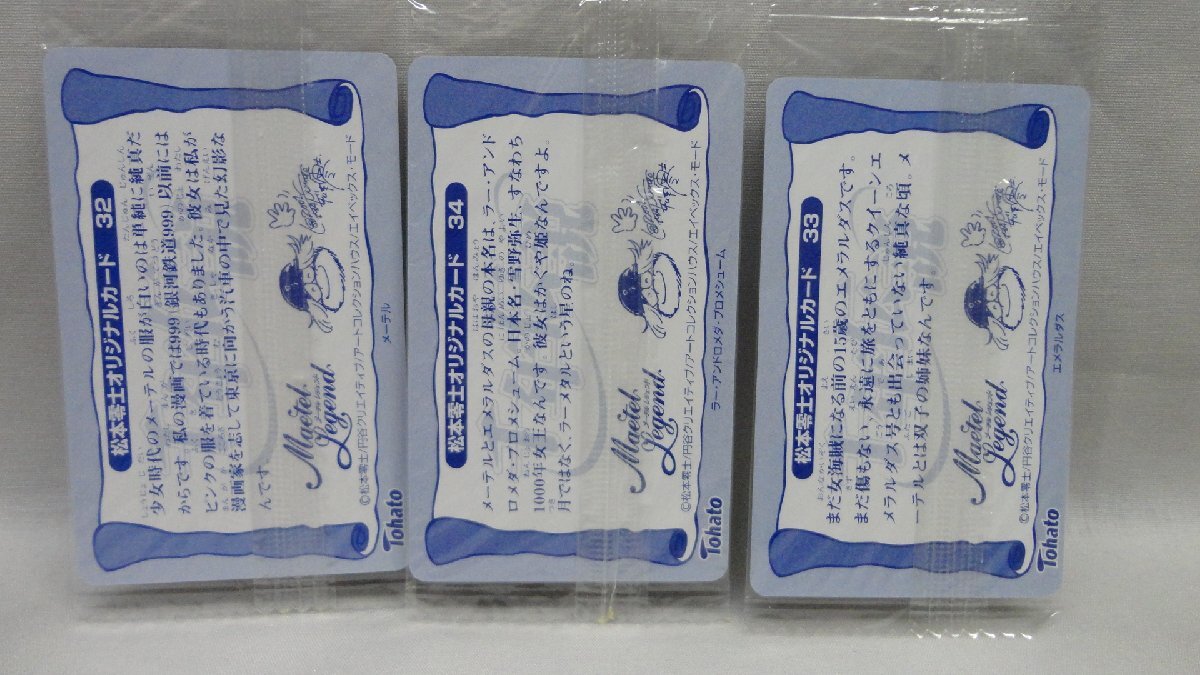 松本零士オリジナルカード 32
少女時代のメーテルの服が白いのは単純に純真だ
からです。私の漫画では999(銀河鉄道999)以前には
ピンクの服を着ている時代もありました。彼女は私が
漫画家を志して東京に向かう汽車の中で見た幻影な
んです。
Maetel Legend
©松本零士/円谷クリエイティブ/アートコレクションハウス/エイベックス・モード
メーテル
Tohato
松本零士オリジナルカード 34
メーテルとエメラルダスの母親の本名は、ラー・アンド
ロメダ・プロメシューム、日本名・雪野弥生、すなわち
1000年女王なんです。彼女はかぐや姫なんですよ。
月ではなく、ラーメタルという星のね。
Maetel Legend
©松本零士/円谷クリエイティブ/アートコレクションハウス/エイベックス・モード
ラー・アンドロメダ・プロメシューム
Tohato
松本零士オリジナルカード 33
まだ女海賊になる前の15歳のエメラルダスです。
まだ傷もない、永遠に旅をともにするクイーンエ
メラルダス号とも出会っていない純真な頃。メ
ーテルとは双子の姉妹なんです。
Maetel Legend
©松本零士/円谷クリエイティブ/アートコレクションハウス/エイベックス・モード
エメラルダス
Tohato